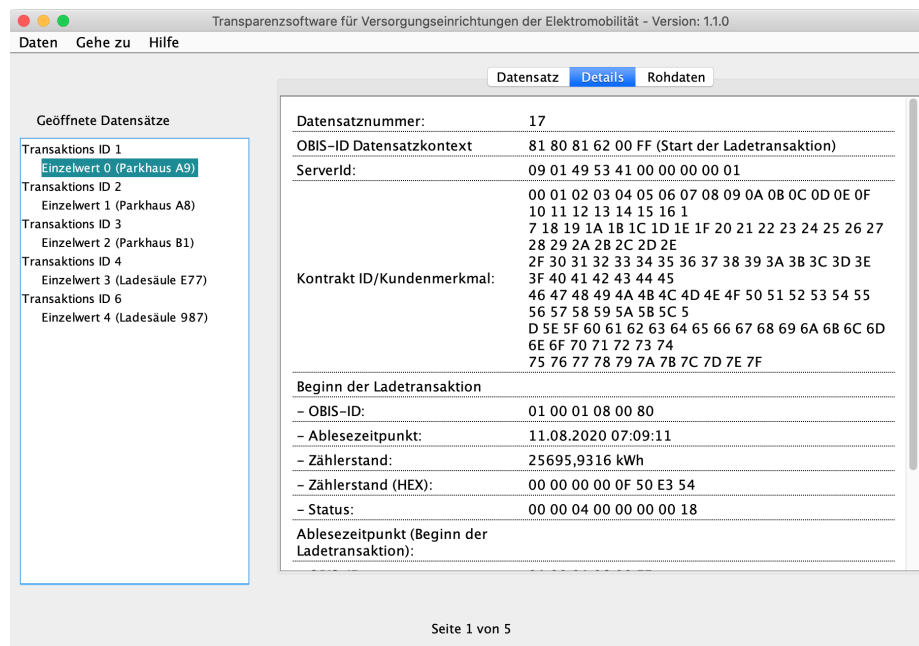 Transparenzsoftware für Versorgungseinrichtungen der Elektromobilität – Version: 1.1.0
Daten Gehe zu Hilfe
Datensatz Details Rohdaten
Geöffnete Datensätze
Transaktions ID 1
Einzelwert 0 (Parkhaus A9)
Transaktions ID 2
Einzelwert 1 (Parkhaus A8)
Transaktions ID 3
Einzelwert 2 (Parkhaus B1)
Transaktions ID 4
Einzelwert 3 (Ladesäule E77)
Transaktions ID 6
Einzelwert 4 (Ladesäule 987)
Datensatznummer: 17
OBIS-ID Datensatzkontext 81 80 81 62 00 FF (Start der Ladetransaktion)
ServerId: 09 01 49 53 41 00 00 00 00 01
Kontrakt ID/Kundenmerkmal:
00 01 02 03 04 05 06 07 08 09 0A 0B 0C 0D 0E 0F
10 11 12 13 14 15 16 1
7 18 19 1A 1B 1C 1D 1E 1F 20 21 22 23 24 25 26 27
28 29 2A 2B 2C 2D 2E
2F 30 31 32 33 34 35 36 37 38 39 3A 3B 3C 3D 3E
3F 40 41 42 43 44 45
46 47 48 49 4A 4B 4C 4D 4E 4F 50 51 52 53 54 55
56 57 58 59 5A 5B 5C 5
D 5E 5F 60 61 62 63 64 65 66 67 68 69 6A 6B 6C 6D
6E 6F 70 71 72 73 74
75 76 77 78 79 7A 7B 7C 7D 7E 7F
Beginn der Ladetransaktion
– OBIS-ID: 01 00 01 08 00 80
– Ablesezeitpunkt: 11.08.2020 07:09:11
– Zählerstand: 25695,9316 kWh
– Zählerstand (HEX): 00 00 00 00 0F 50 E3 54
– Status: 00 00 04 00 00 00 00 18
Ablesezeitpunkt (Beginn der
Ladetransaktion):
Seite 1 von 5